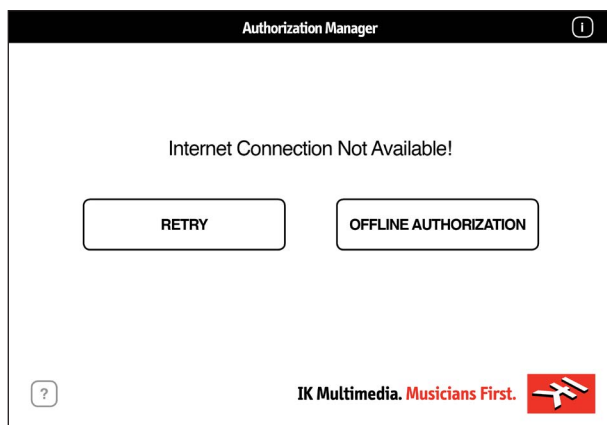 Authorization Manager
i
Internet Connection Not Available!
RETRY
OFFLINE AUTHORIZATION
?
IK Multimedia. Musicians First.